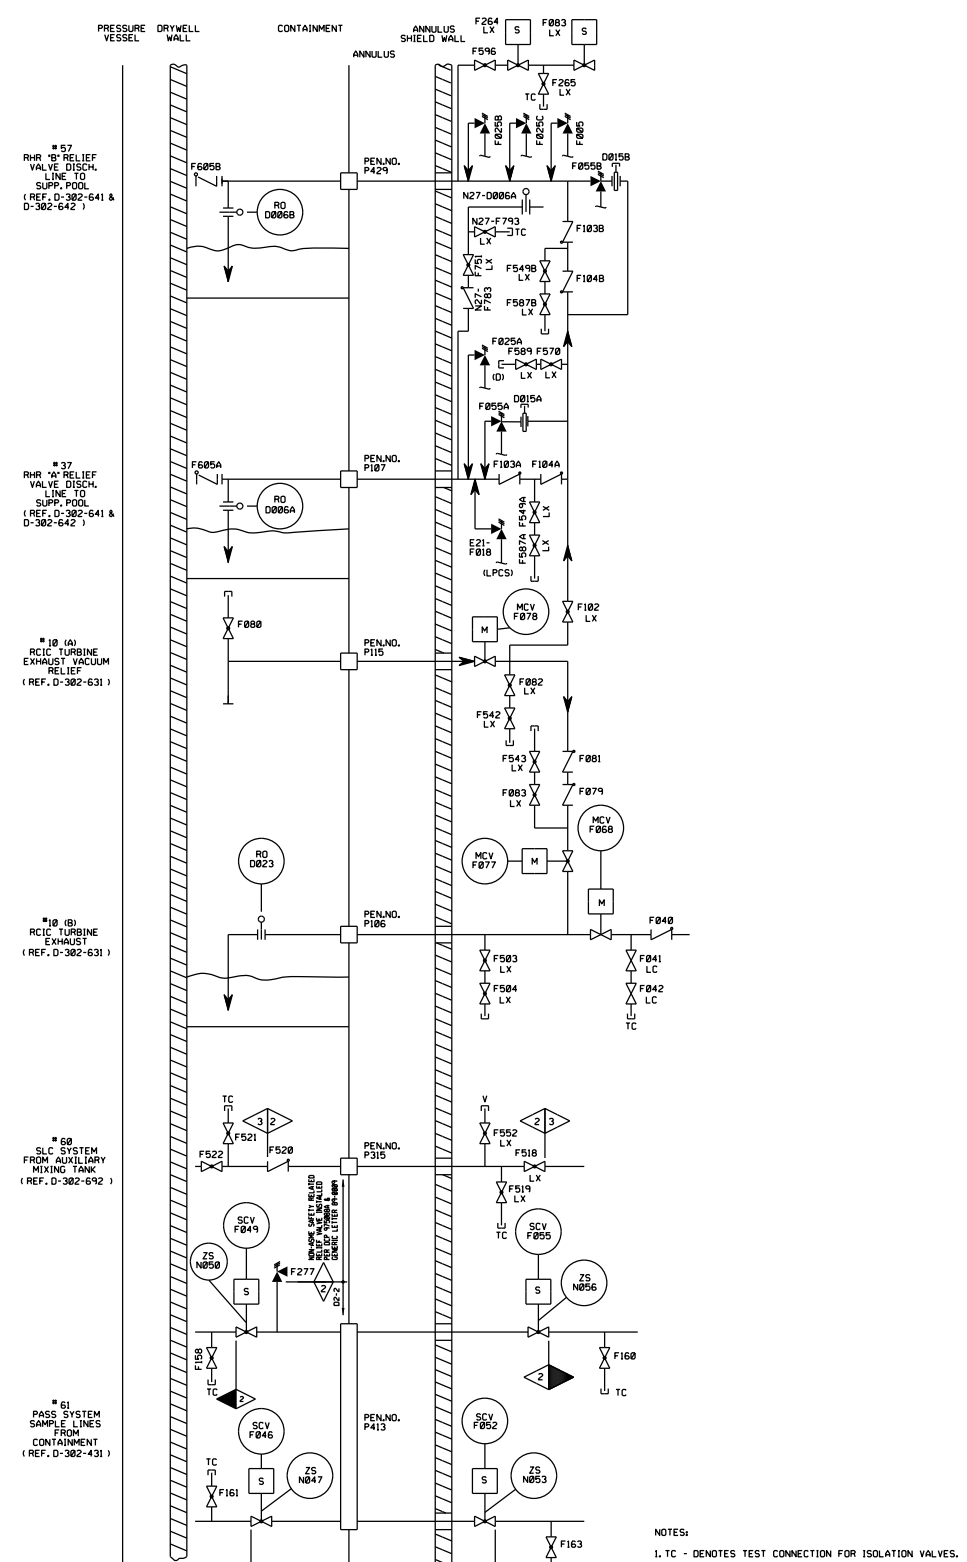 PRESSURE
VESSEL
DRYWELL
WALL
CONTAINMENT
ANNULUS
ANNULUS
SHIELD WALL
F264
LX
S
F083
LX
S
F596
F265
LX
TC
F025B
F025C
F005
#57
RHR "B" RELIEF
VALVE DISCH.
LINE TO
SUPP. POOL
(REF. D-302-641 &
D-302-642 )
F605B
RO
D006B
PEN.NO.
P429
F055B
D015B
N27-D006A
N27-F793
LX
TC
F751
LX
N27-
F783
F103B
F549B
LX
F104B
F587B
LX
F025A
(D)
F589
LX
F570
LX
F055A
D015A
#37
RHR "A" RELIEF
VALVE DISCH.
LINE TO
SUPP. POOL
(REF. D-302-641 &
D-302-642 )
F605A
RO
D006A
PEN.NO.
P107
F103A
F104A
F549A
LX
F587A
LX
E21-
F018
(LPCS)
#10 (A)
RCIC TURBINE
EXHAUST VACUUM
RELIEF
(REF. D-302-631)
F080
PEN.NO.
P115
MCV
F078
M
F102
LX
F082
LX
F542
LX
F543
LX
F083
LX
F081
F079
MCV
F068
MCV
F077
M
M
#10 (B)
RCIC TURBINE
EXHAUST
(REF. D-302-631)
RO
D023
PEN.NO.
P106
F040
F503
LX
F504
LX
F041
LC
F042
LC
TC
#60
SLC SYSTEM
FROM AUXILIARY
MIXING TANK
(REF. D-302-692 )
TC
F521
3 2
F522
F520
PEN.NO.
P315
V
F552
LX
2 3
F518
LX
F519
LX
TC
NON-ASME SAFETY RELATED
RELIEF VALVE INSTALLED
PER DCP 975088A &
GENERIC LETTER 89-0009
SCV
F049
ZS
N050
S
F277
2
D2-2
SCV
F055
S
ZS
N056
F158
TC
2
2
F160
TC
#61
PASS SYSTEM
SAMPLE LINES
FROM
CONTAINMENT
(REF. D-302-431)
PEN.NO.
P413
SCV
F046
S
ZS
N047
TC
F161
SCV
F052
S
ZS
N053
F163
NOTES:
1. TC - DENOTES TEST CONNECTION FOR ISOLATION VALVES.